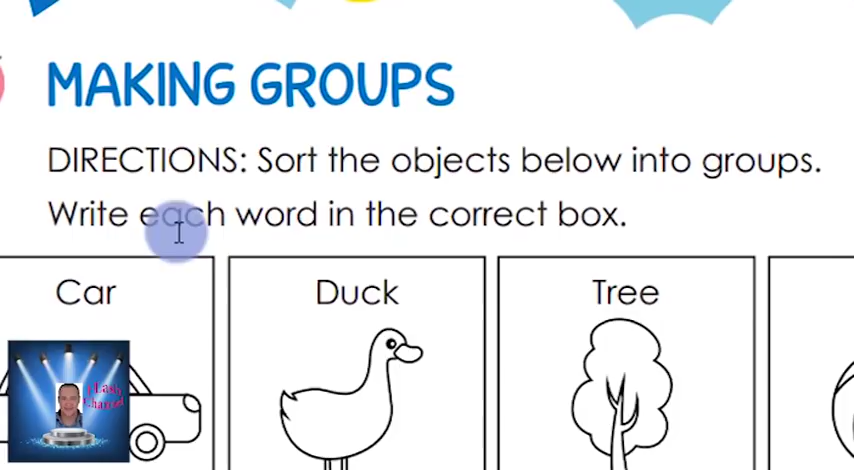 MAKING GROUPS
DIRECTIONS: Sort the objects below into groups.
Write each word in the correct box.
Car
Duck
Tree